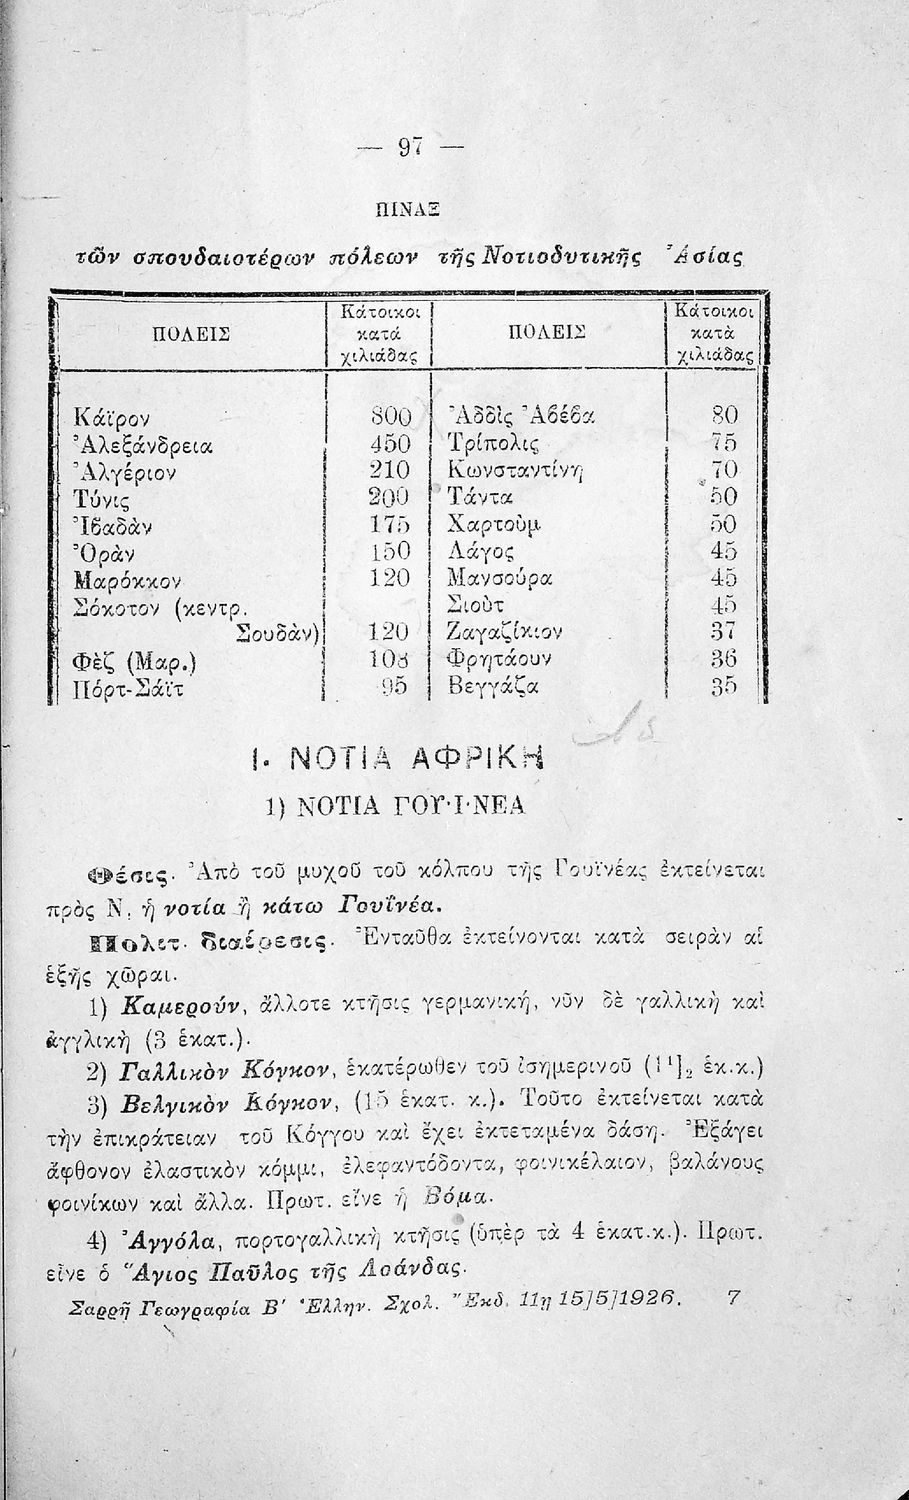 — 97 —
ΠΙΝΑΞ
τῶν σπουδαιοτέρων πόλεων τῆς Νοτιοδυτικῆς Ἀσίας
ΠΟΛΕΙΣ Κάτοικοι κατά χιλιάδας ΠΟΛΕΙΣ Κάτοικοι κατὰ χιλιάδας
Κάϊρον 800 Ἀδδὶς Ἀβέβα 80
Ἀλεξάνδρεια 450 Τρίπολις 75
Ἀλγέριον 210 Κωνσταντίνη 70
Τύνις 200 Τάντα 50
Ἰβαδὰν 175 Χαρτοὺμ 50
Ὀρὰν 150 Λάγος 45
Μαρόκκον 120 Μανσούρα 45
Σόκοτον (κεντρ. Σιοὺτ 45
Σουδὰν) 120 Ζαγαζίκιον 37
Φὲζ (Μαρ.) 108 Φρητάουν 36
Πόρτ-Σάϊτ 95 Βεγγάζα 35
Ι. ΝΟΤΙΑ ΑΦΡΙΚΗ
1) ΝΟΤΙΑ ΓΟΥ·Ι·ΝΕΑ
Θέσις. Ἀπὸ τοῦ μυχοῦ τοῦ κόλπου τῆς Γουϊνέας ἐκτείνεται
πρὸς Ν. ἡ νοτία ἢ κάτω Γουϊνέα.
Πολιτ. διαίρεσις. Ἐνταῦθα ἐκτείνονται κατὰ σειρὰν αἱ
ἑξῆς χῶραι.
1) Καμερούν, ἄλλοτε κτῆσις γερμανική, νῦν δὲ γαλλικὴ καὶ
ἀγγλικὴ (3 ἑκατ.).
2) Γαλλικὸν Κόγκον, ἑκατέρωθεν τοῦ ἰσημερινοῦ (1¹]₂ ἑκ.κ.)
3) Βελγικὸν Κόγκον, (15 ἑκατ. κ.). Τοῦτο ἐκτείνεται κατὰ
τὴν ἐπικράτειαν τοῦ Κόγγου καὶ ἔχει ἐκτεταμένα δάση. Ἐξάγει
ἄφθονον ἐλαστικὸν κόμμι, ἐλεφαντόδοντα, φοινικέλαιον, βαλάνους
φοινίκων καὶ ἄλλα. Πρωτ. εἶνε ἡ Βόμα.
4) Ἀγγόλα, πορτογαλλικὴ κτῆσις (ὑπὲρ τὰ 4 ἑκατ.κ.). Πρωτ.
εἶνε ὁ Ἅγιος Παῦλος τῆς Λοάνδας.
Σαρρῆ Γεωγραφία Β′ Ἑλλην. Σχολ. Ἔκδ. 11η 15]5]1926. 7